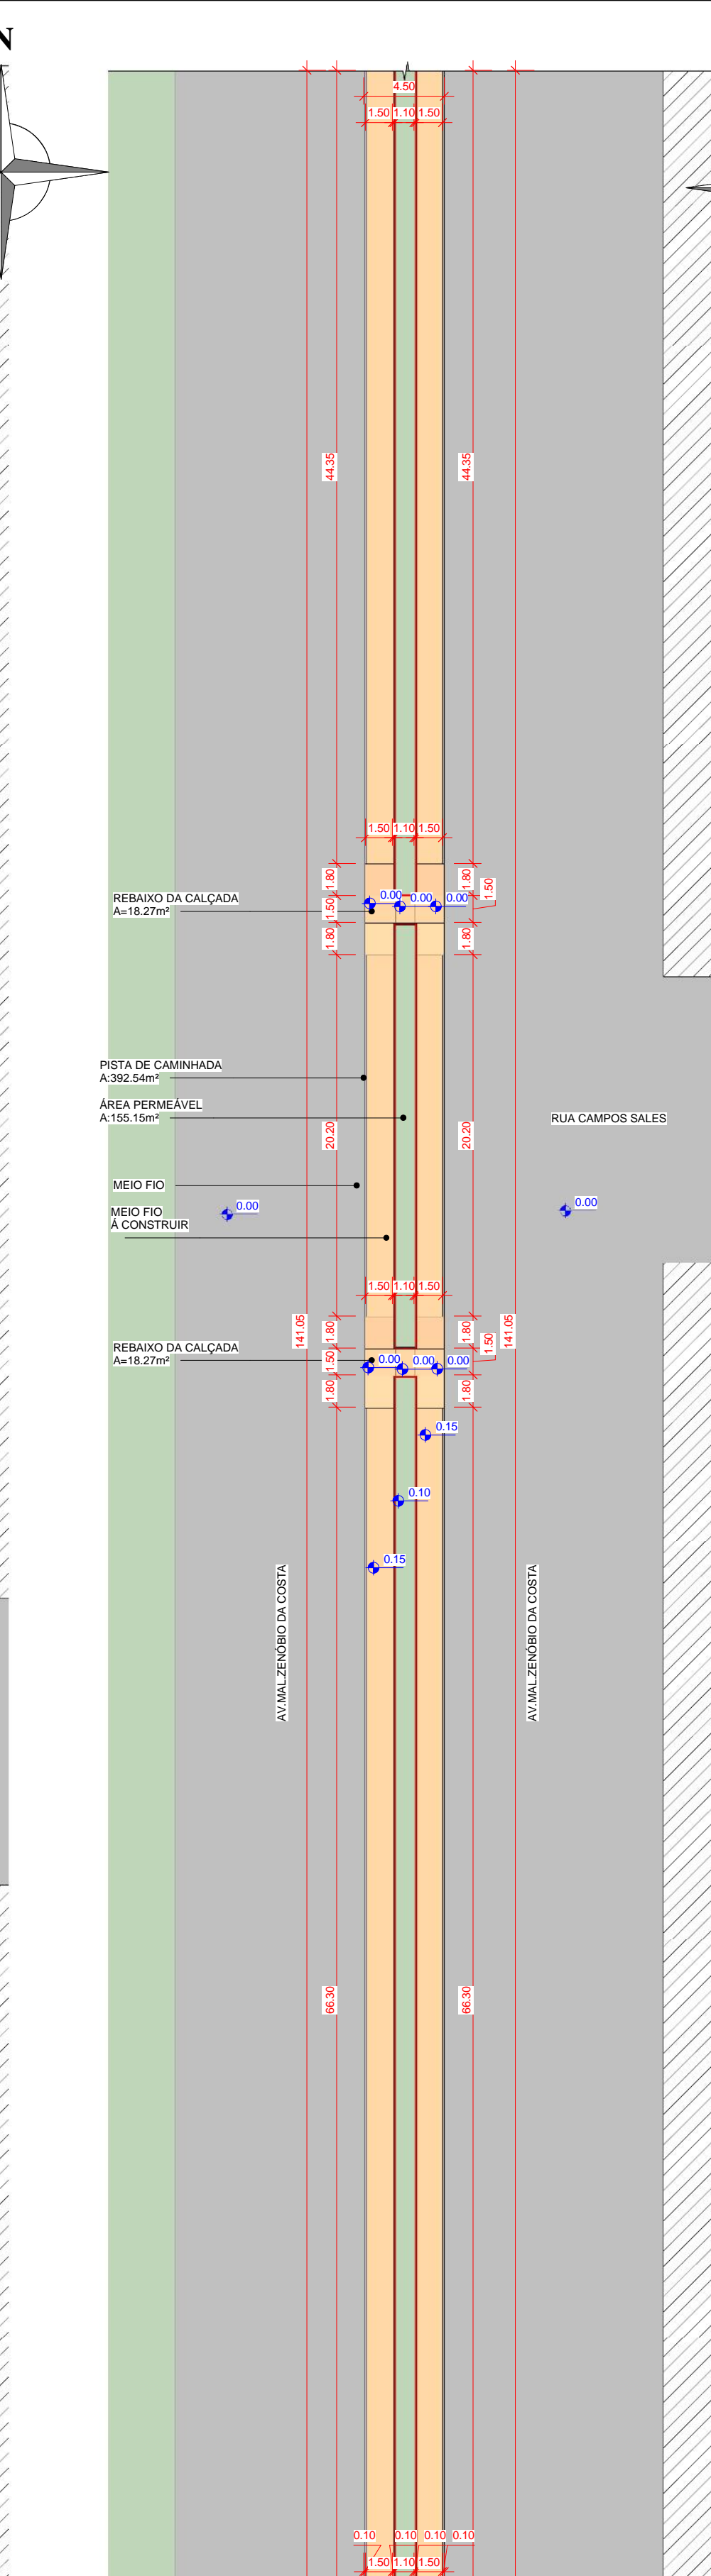 N
4.50
1.50 1.10 1.50
44.35
44.35
1.50 1.10 1.50
1.80
1.80
1.50
REBAIXO DA CALÇADA
A=18.27m²
1.50
0.00
0.00
0.00
1.80
1.80
PISTA DE CAMINHADA
A:392.54m²
ÁREA PERMEÁVEL
A:155.15m²
RUA CAMPOS SALES
20.20
20.20
MEIO FIO
0.00
0.00
MEIO FIO
Á CONSTRUIR
1.50 1.10 1.50
141.05
1.80
1.80
1.50
141.05
REBAIXO DA CALÇADA
A=18.27m²
1.50
0.00
0.00
0.00
1.80
1.80
0.15
0.10
0.15
AV.MAL.ZENÓBIO DA COSTA
AV.MAL.ZENÓBIO DA COSTA
66.30
66.30
0.10 0.10 0.10 0.10
1.50 1.10 1.50